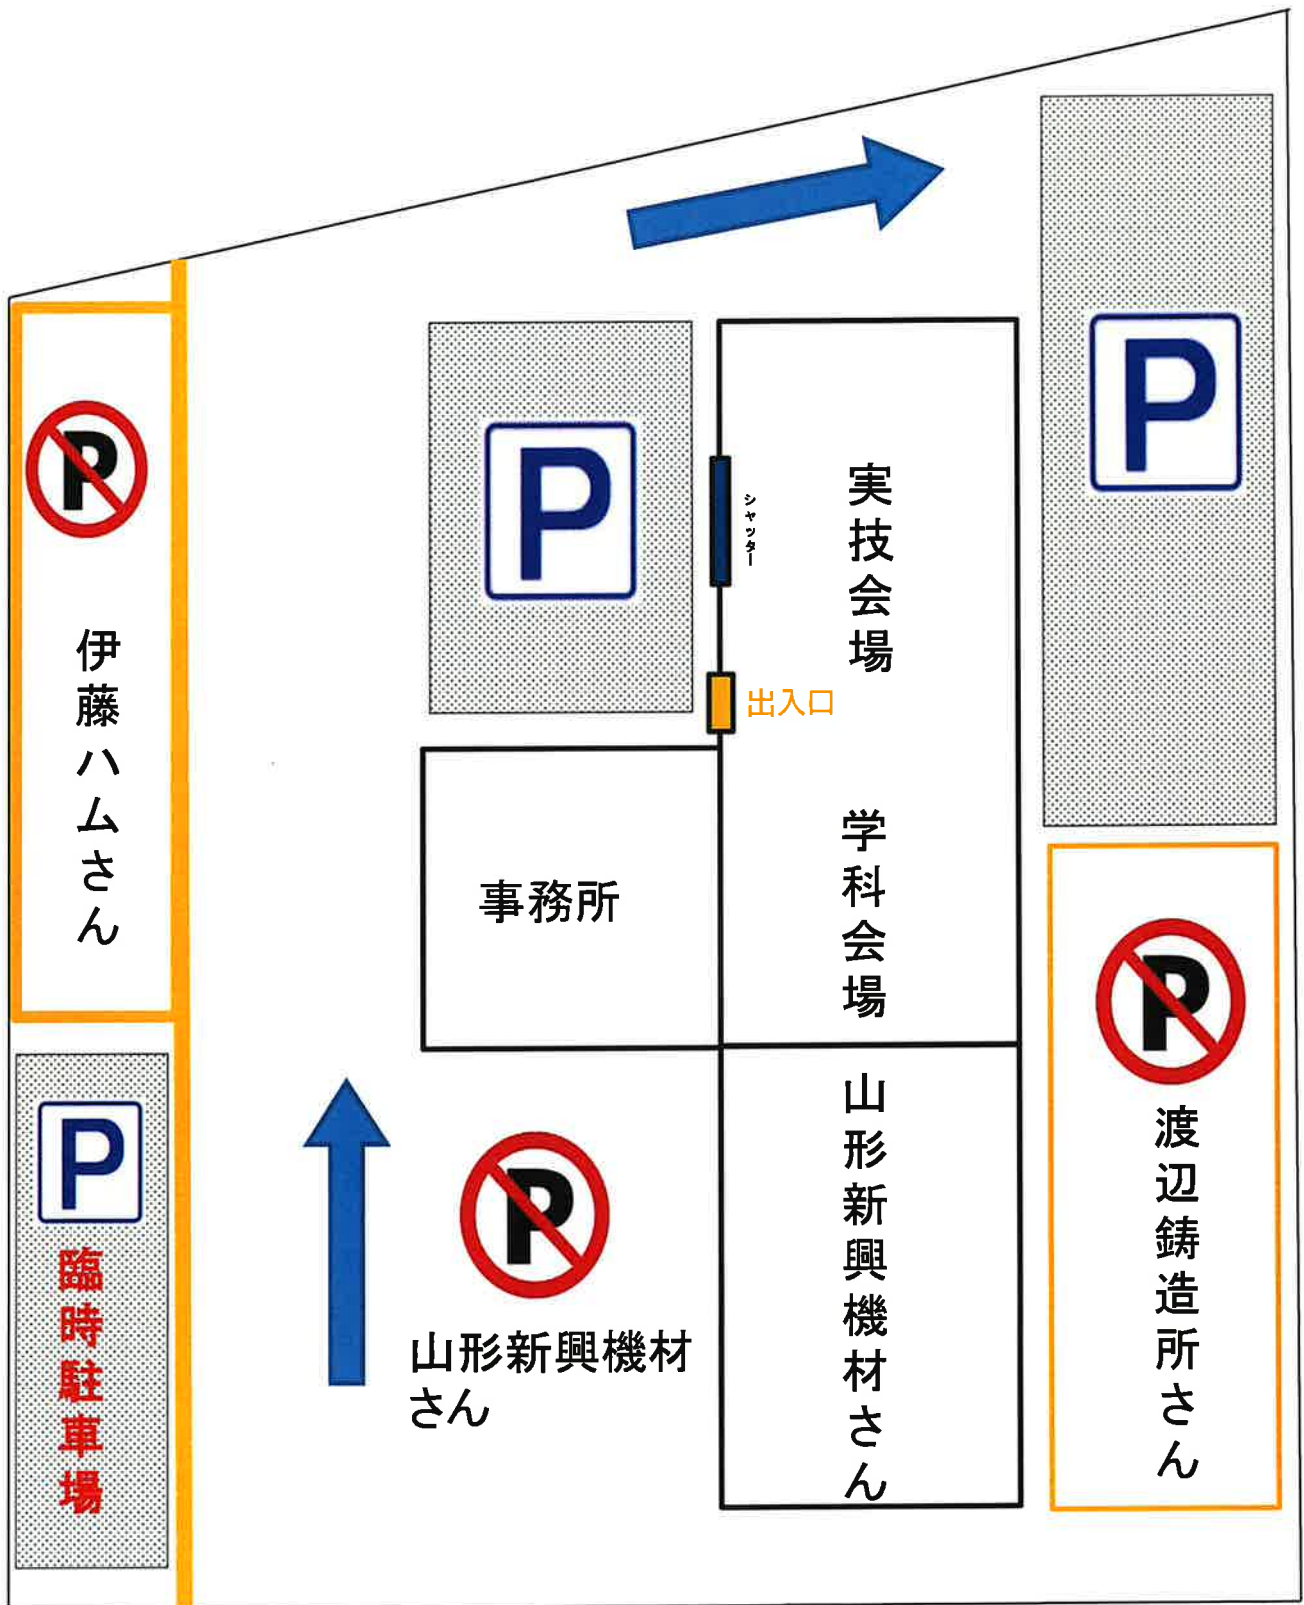 P
P
P
シャッター
実技会場
出入口
伊藤ハムさん
事務所
学科会場
P
P
臨時駐車場
P
山形新興機材
さん
山形新興機材さん
P
渡辺鋳造所さん